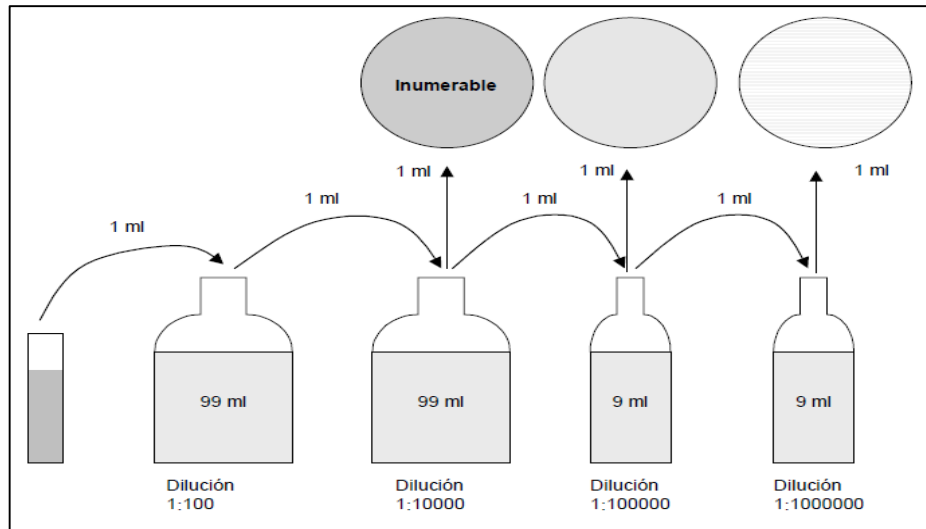 Inumerable
1 ml
1 ml
1 ml
1 ml
1 ml
1 ml
1 ml
99 ml
99 ml
9 ml
9 ml
Dilución
1:100
Dilución
1:10000
Dilución
1:100000
Dilución
1:1000000